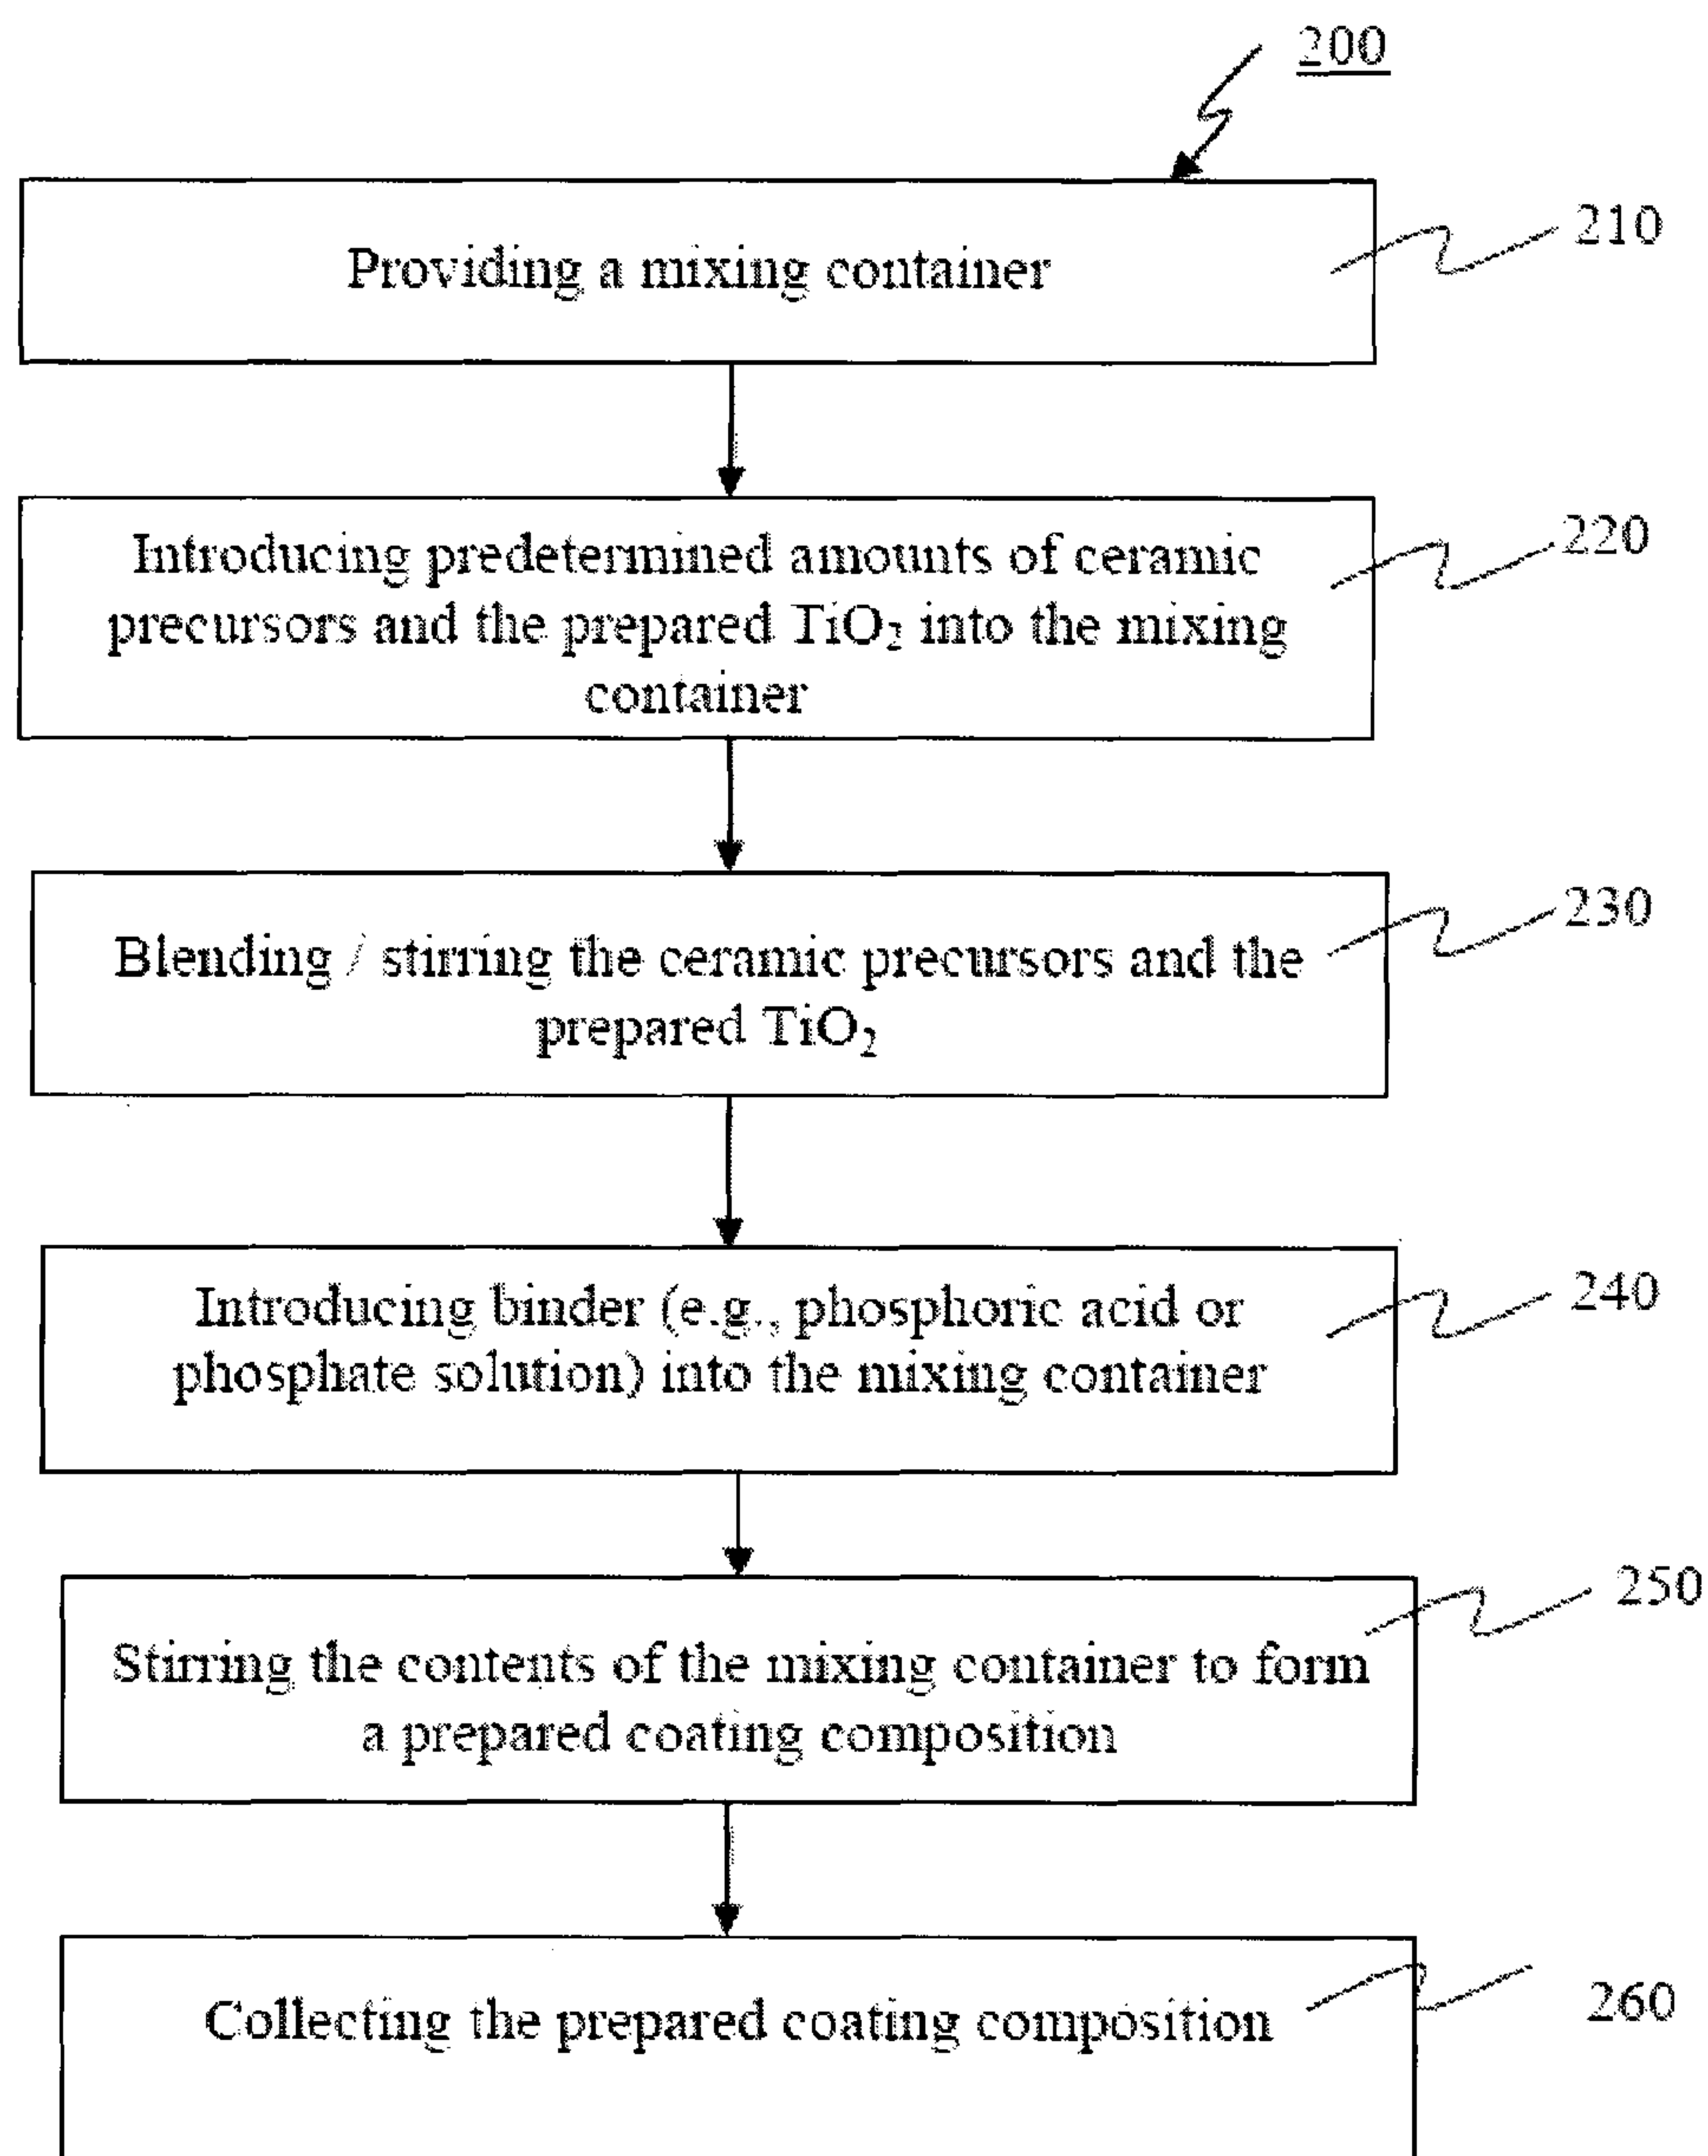 200
Providing a mixing container
210
Introducing predetermined amounts of ceramic
precursors and the prepared TiO₂ into the mixing
container
220
Blending / stirring the ceramic precursors and the
prepared TiO₂
230
Introducing binder (e.g., phosphoric acid or
phosphate solution) into the mixing container
240
Stirring the contents of the mixing container to form
a prepared coating composition
250
Collecting the prepared coating composition
260